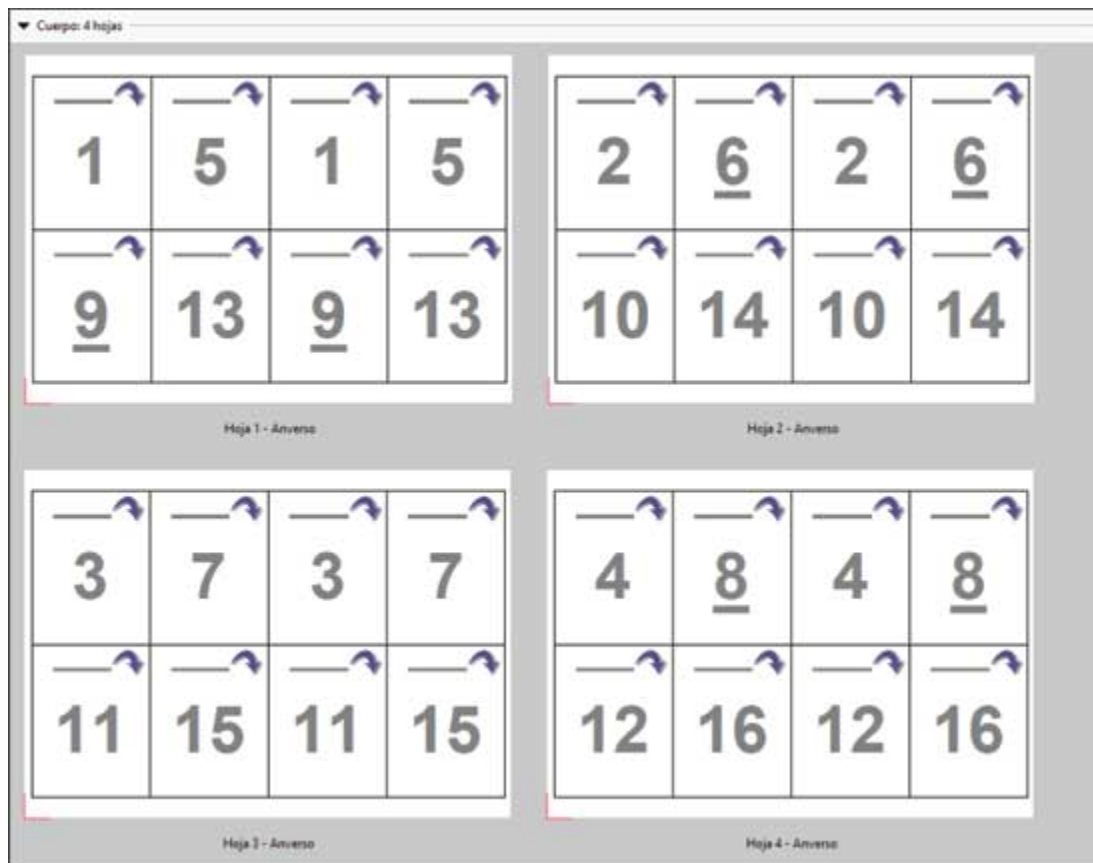 Cuerpo: 4 hojas
1 5 1 5
9 13 9 13
Hoja 1 - Anverso
2 6 2 6
10 14 10 14
Hoja 2 - Anverso
3 7 3 7
11 15 11 15
Hoja 3 - Anverso
4 8 4 8
12 16 12 16
Hoja 4 - Anverso